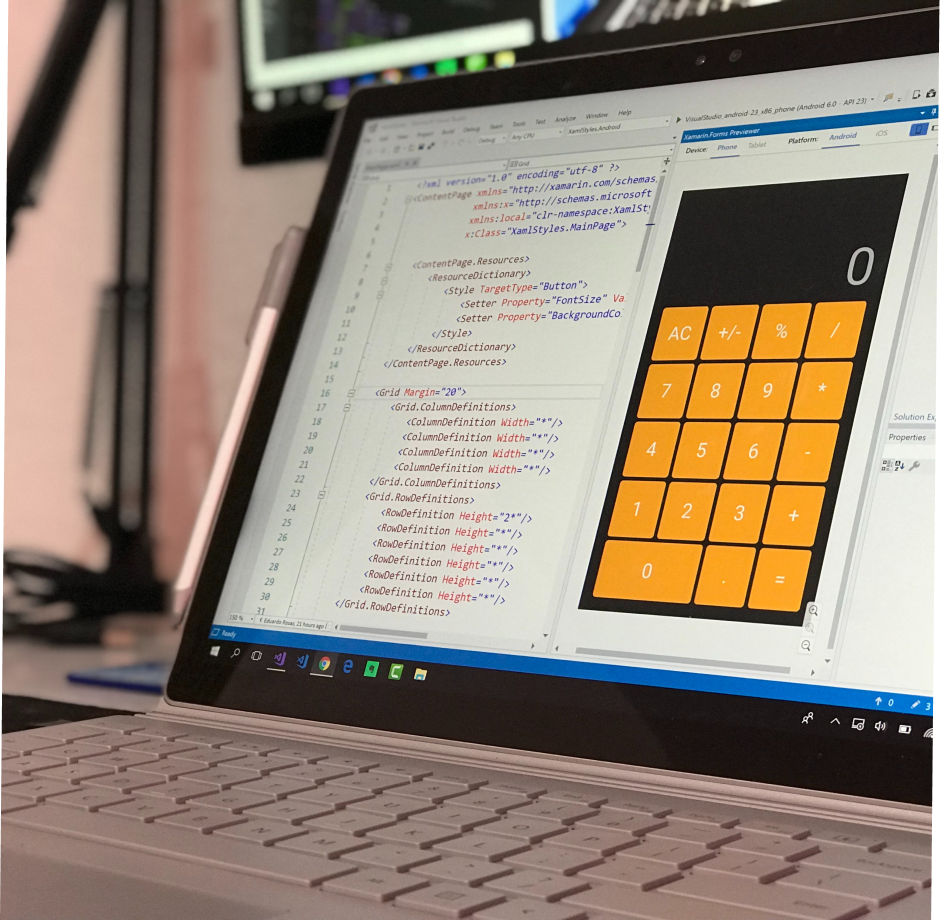 Debug Team Tools Test Analyze Window Help
Debug Any CPU XamlStyles.Android VisualStudio_android-23_x86_phone (Android 6.0 - API 23)
Grid
1 <?xml version="1.0" encoding="utf-8" ?>
2 <ContentPage xmlns="http://xamarin.com/schemas
3 xmlns:x="http://schemas.microsoft
4 xmlns:local="clr-namespace:XamlSty
5 x:Class="XamlStyles.MainPage">
6
7 <ContentPage.Resources>
8 <ResourceDictionary>
9 <Style TargetType="Button">
10 <Setter Property="FontSize" Va
11 <Setter Property="BackgroundCo
12 </Style>
13 </ResourceDictionary>
14 </ContentPage.Resources>
15
16 <Grid Margin="20">
17 <Grid.ColumnDefinitions>
18 <ColumnDefinition Width="*"/>
19 <ColumnDefinition Width="*"/>
20 <ColumnDefinition Width="*"/>
21 <ColumnDefinition Width="*"/>
22 </Grid.ColumnDefinitions>
23 <Grid.RowDefinitions>
24 <RowDefinition Height="2*"/>
25 <RowDefinition Height="*"/>
26 <RowDefinition Height="*"/>
27 <RowDefinition Height="*"/>
28 <RowDefinition Height="*"/>
29 <RowDefinition Height="*"/>
30 </Grid.RowDefinitions>
31
150 % Eduardo Rosas, 21 hours ago
Ready
Xamarin.Forms Previewer
Device: Phone Tablet Platform: Android iOS
0
AC +/- % /
7 8 9 *
4 5 6 -
1 2 3 +
0 . =
Solution Ex
Properties
0 3